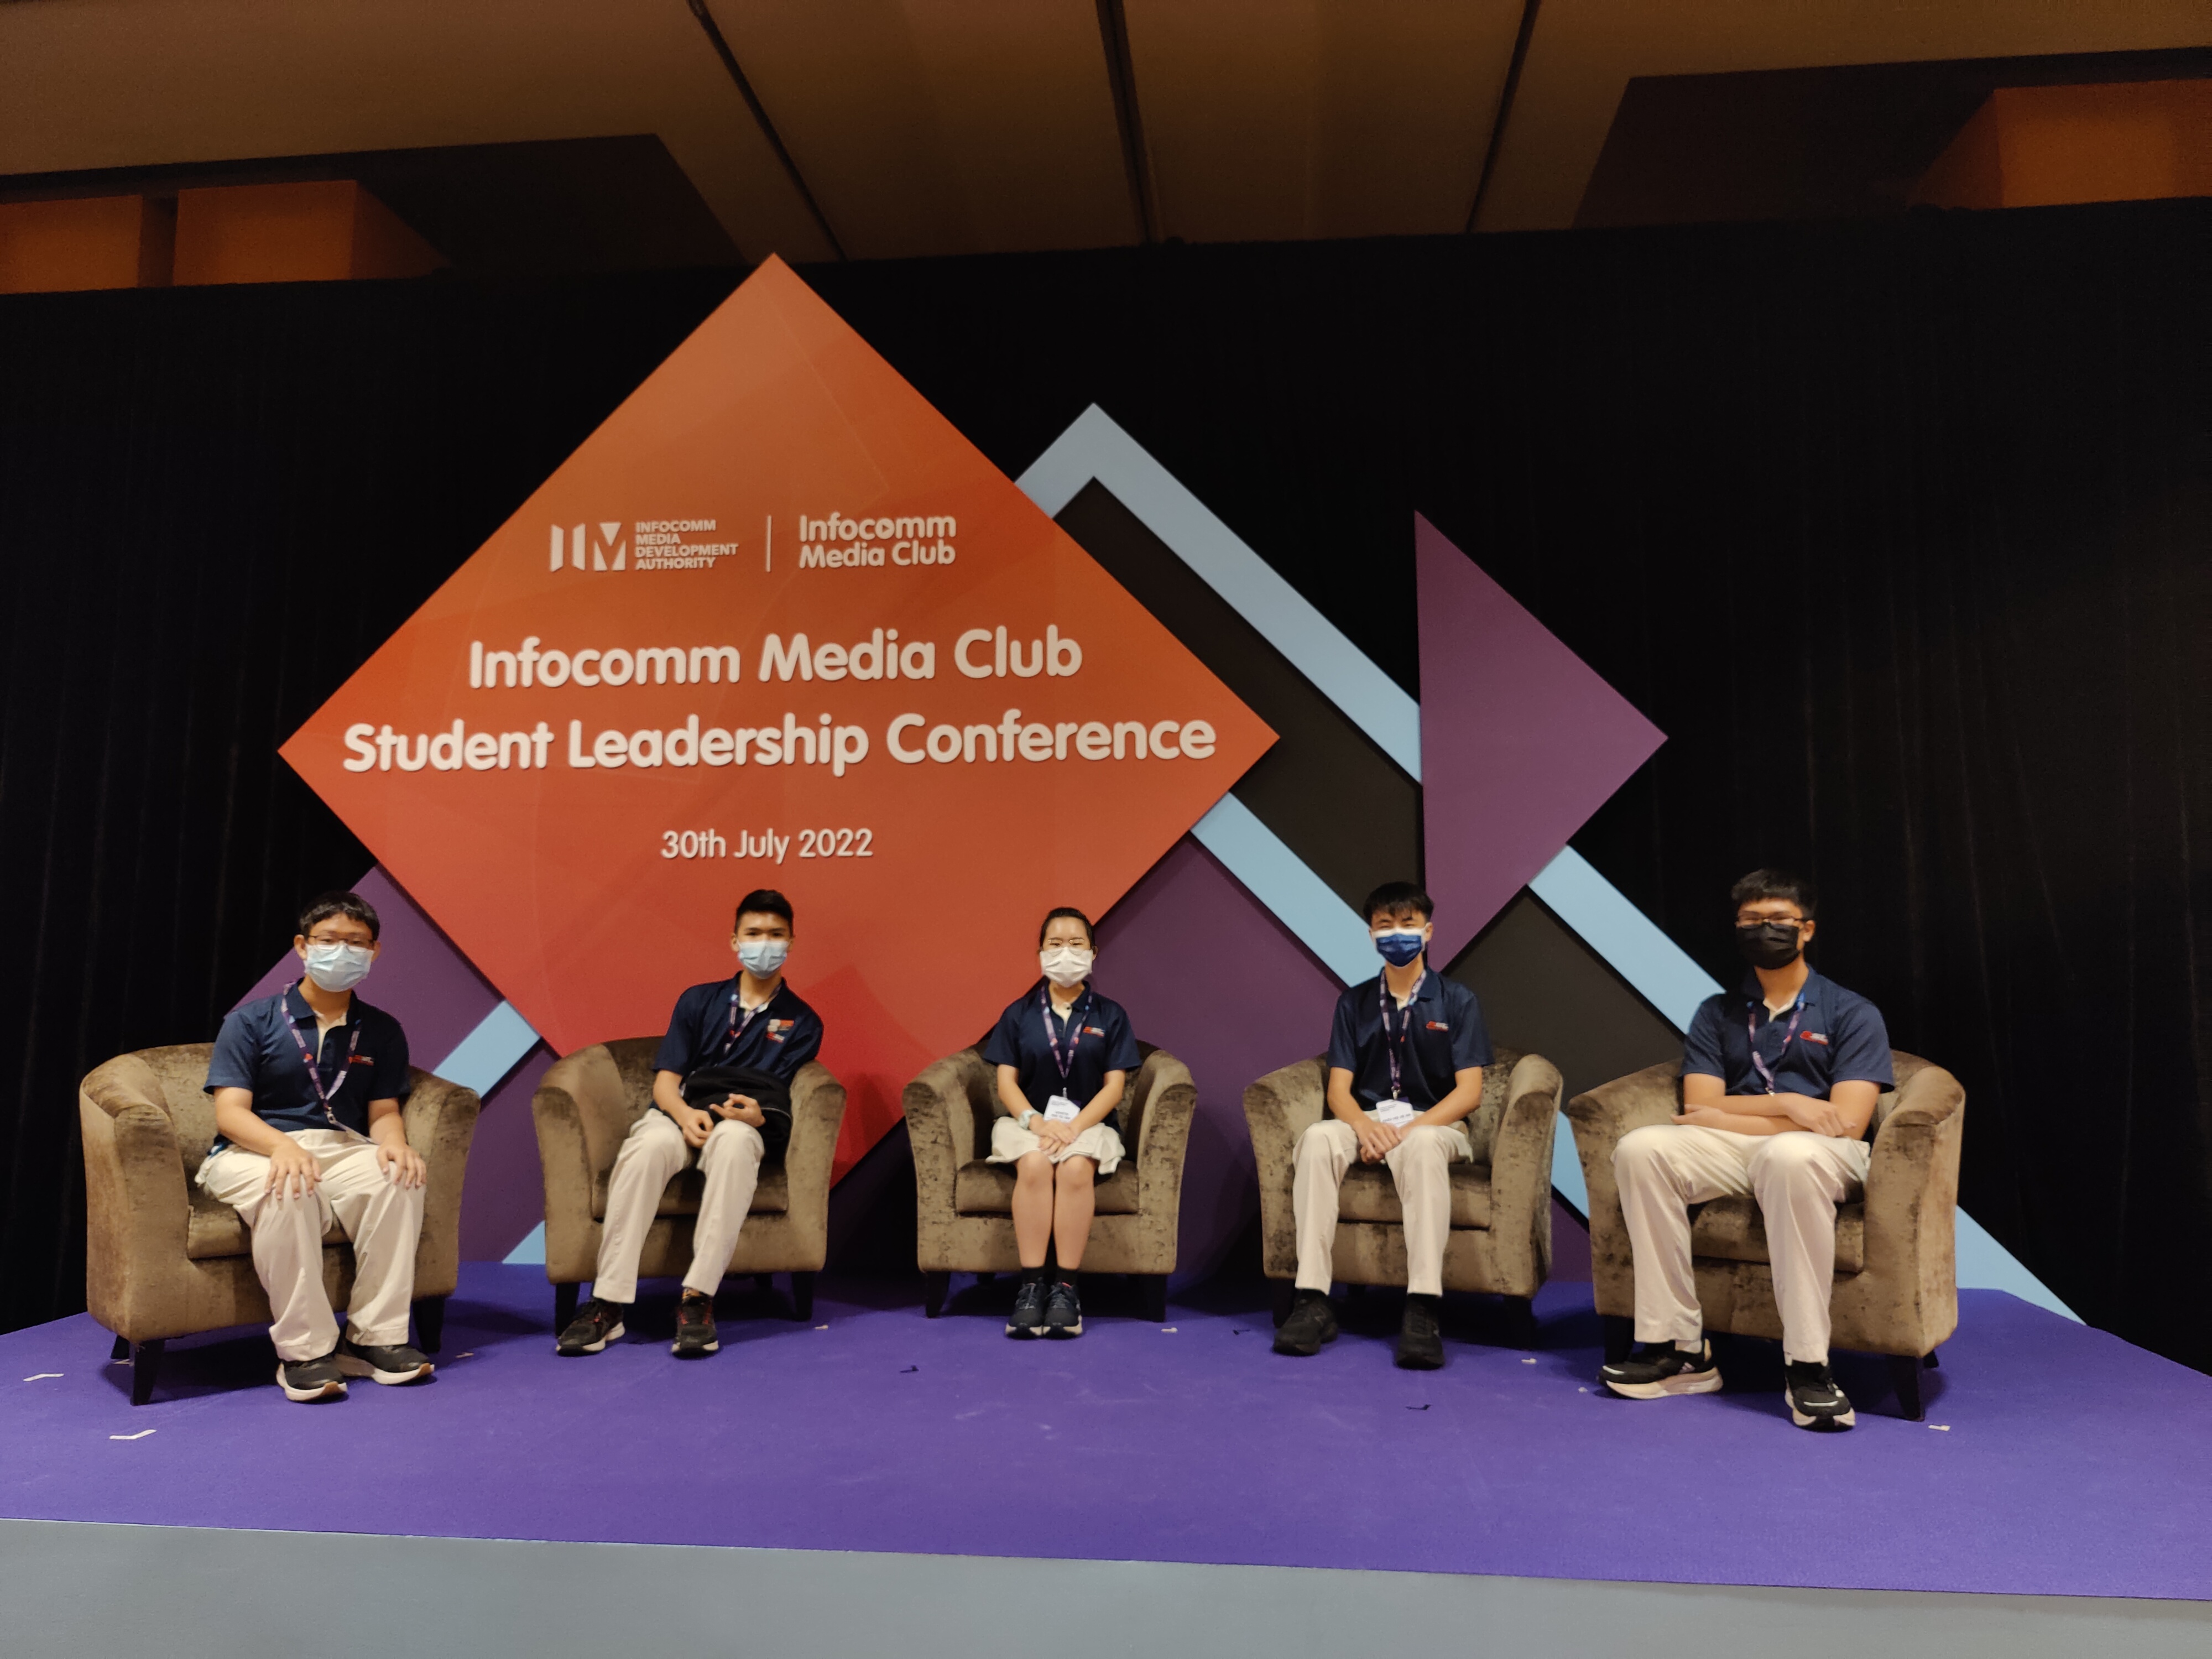 INFOCOMM
MEDIA
DEVELOPMENT
AUTHORITY
Infocomm
Media Club
Infocomm Media Club
Student Leadership Conference
30th July 2022